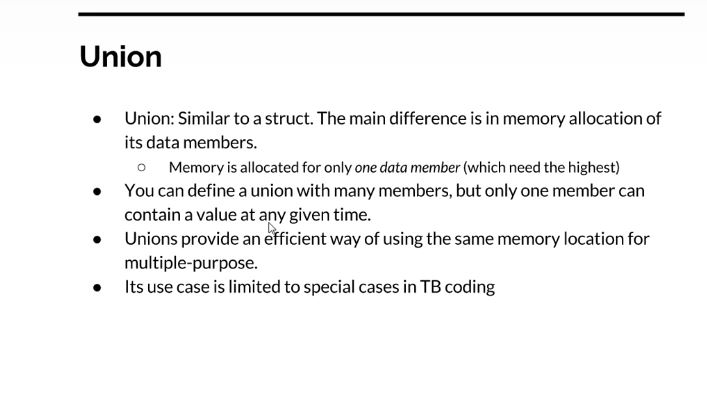 Union
● Union: Similar to a struct. The main difference is in memory allocation of
its data members.
○ Memory is allocated for only one data member (which need the highest)
● You can define a union with many members, but only one member can
contain a value at any given time.
● Unions provide an efficient way of using the same memory location for
multiple-purpose.
● Its use case is limited to special cases in TB coding